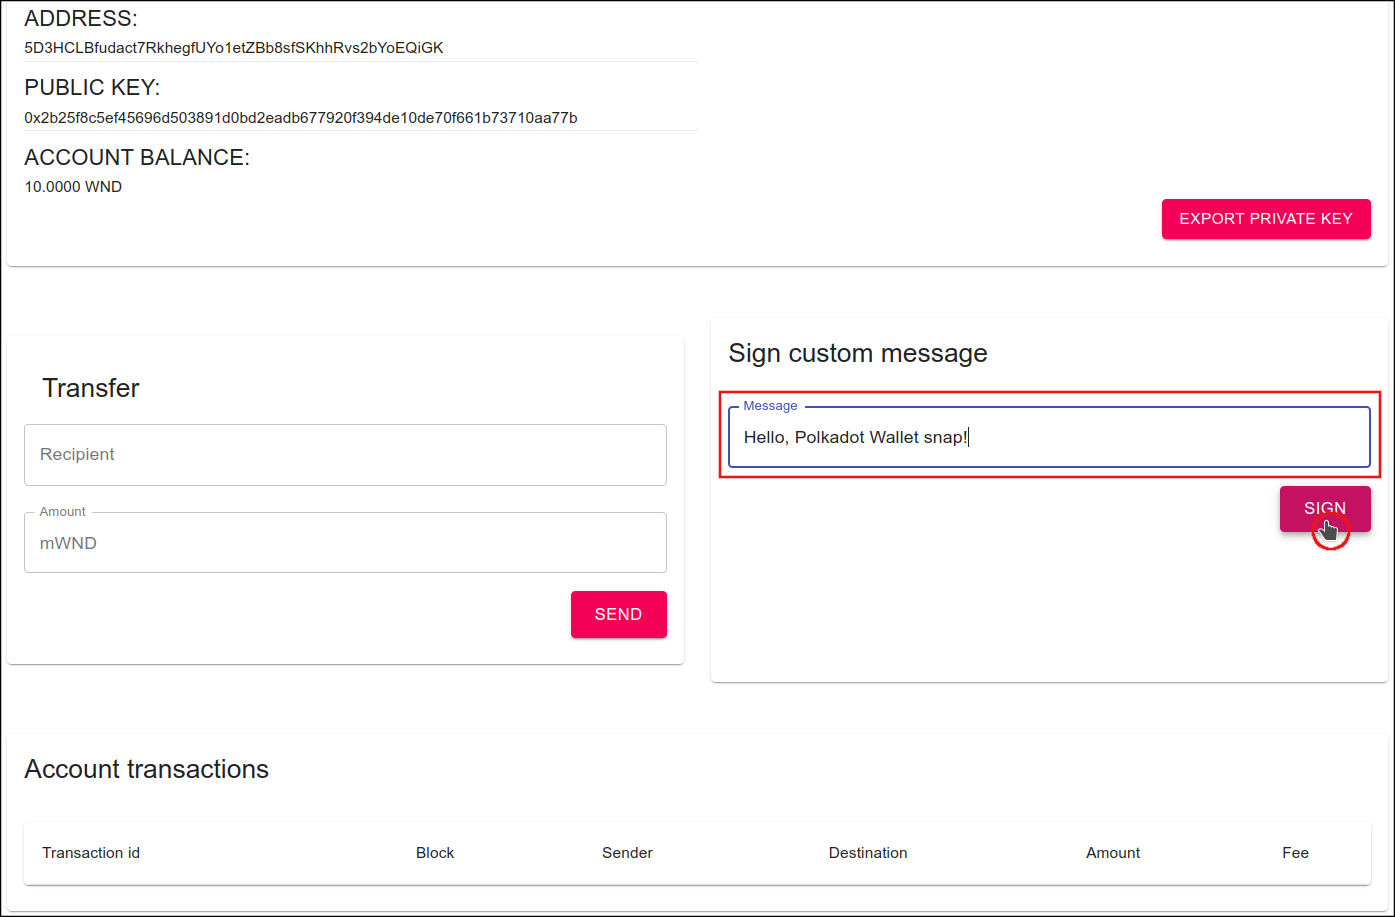 ADDRESS:
5D3HCLBfudact7RkhegfUYo1etZBb8sfSKhhRvs2bYoEQiGK
PUBLIC KEY:
0x2b25f8c5ef45696d503891d0bd2eadb677920f394de10de70f661b73710aa77b
ACCOUNT BALANCE:
10.0000 WND
EXPORT PRIVATE KEY
Transfer
Recipient
Amount
mWND
SEND
Sign custom message
Message
Hello, Polkadot Wallet snap!
SIGN
Account transactions
Transaction id Block Sender Destination Amount Fee